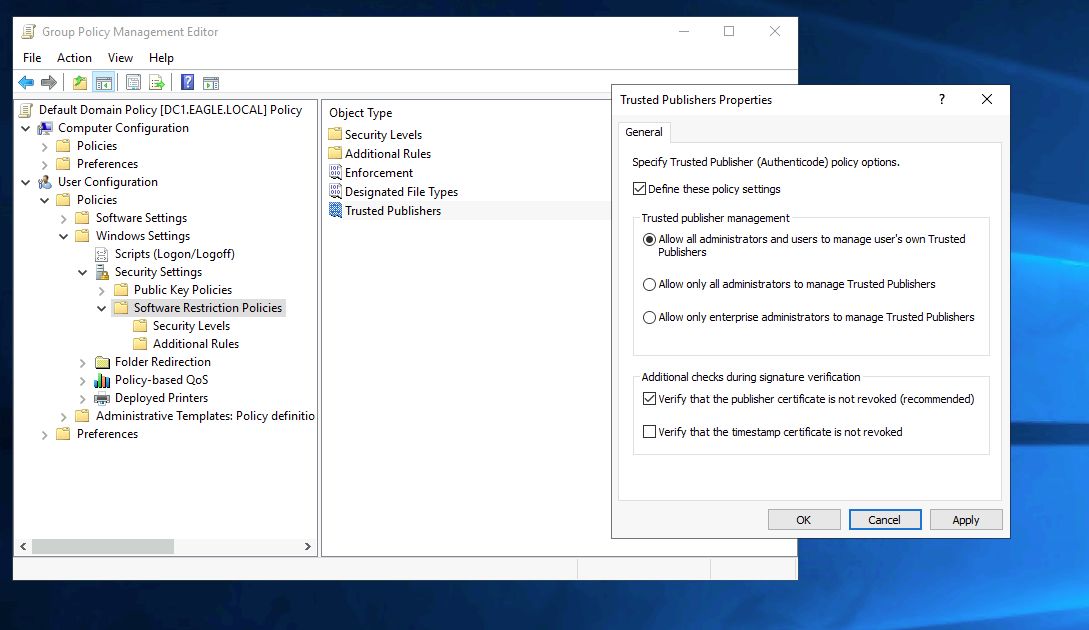 Group Policy Management Editor
File Action View Help
Default Domain Policy [DC1.EAGLE.LOCAL] Policy
Computer Configuration
Policies
Preferences
User Configuration
Policies
Software Settings
Windows Settings
Scripts (Logon/Logoff)
Security Settings
Public Key Policies
Software Restriction Policies
Security Levels
Additional Rules
Folder Redirection
Policy-based QoS
Deployed Printers
Administrative Templates: Policy definitio
Preferences
Object Type
Security Levels
Additional Rules
Enforcement
Designated File Types
Trusted Publishers
Trusted Publishers Properties
?
General
Specify Trusted Publisher (Authenticode) policy options.
Define these policy settings
Trusted publisher management
Allow all administrators and users to manage user's own Trusted
Publishers
Allow only all administrators to manage Trusted Publishers
Allow only enterprise administrators to manage Trusted Publishers
Additional checks during signature verification
Verify that the publisher certificate is not revoked (recommended)
Verify that the timestamp certificate is not revoked
OK Cancel Apply